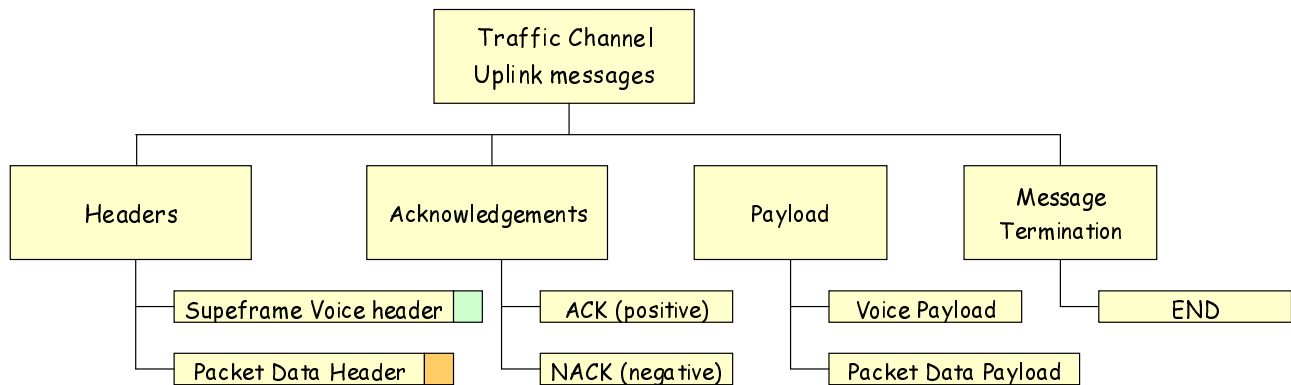 Traffic Channel
Uplink messages
Headers
Acknowledgements
Payload
Message
Termination
Supeframe Voice header
ACK (positive)
Voice Payload
END
Packet Data Header
NACK (negative)
Packet Data Payload